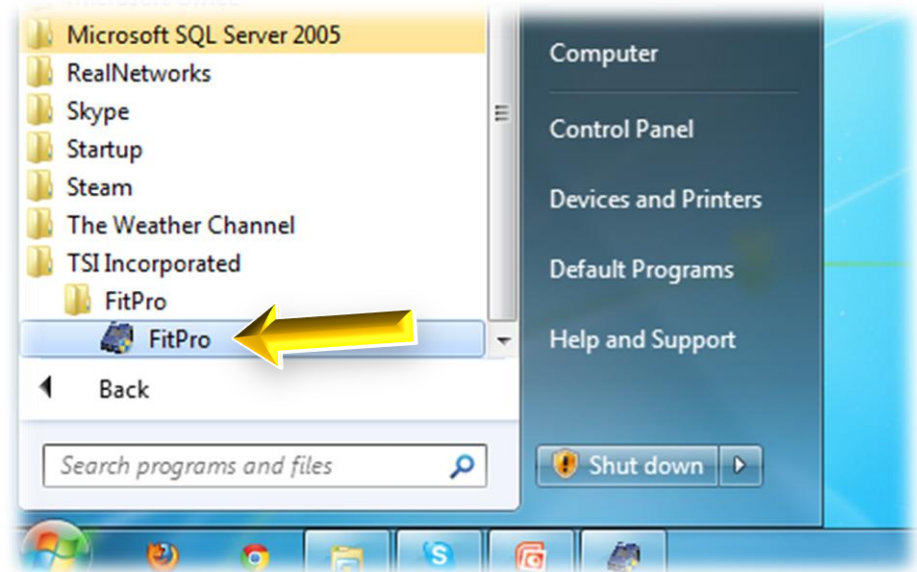 Microsoft SQL Server 2005
RealNetworks
Skype
Startup
Steam
The Weather Channel
TSI Incorporated
FitPro
FitPro
Back
Search programs and files
Computer
Control Panel
Devices and Printers
Default Programs
Help and Support
Shut down